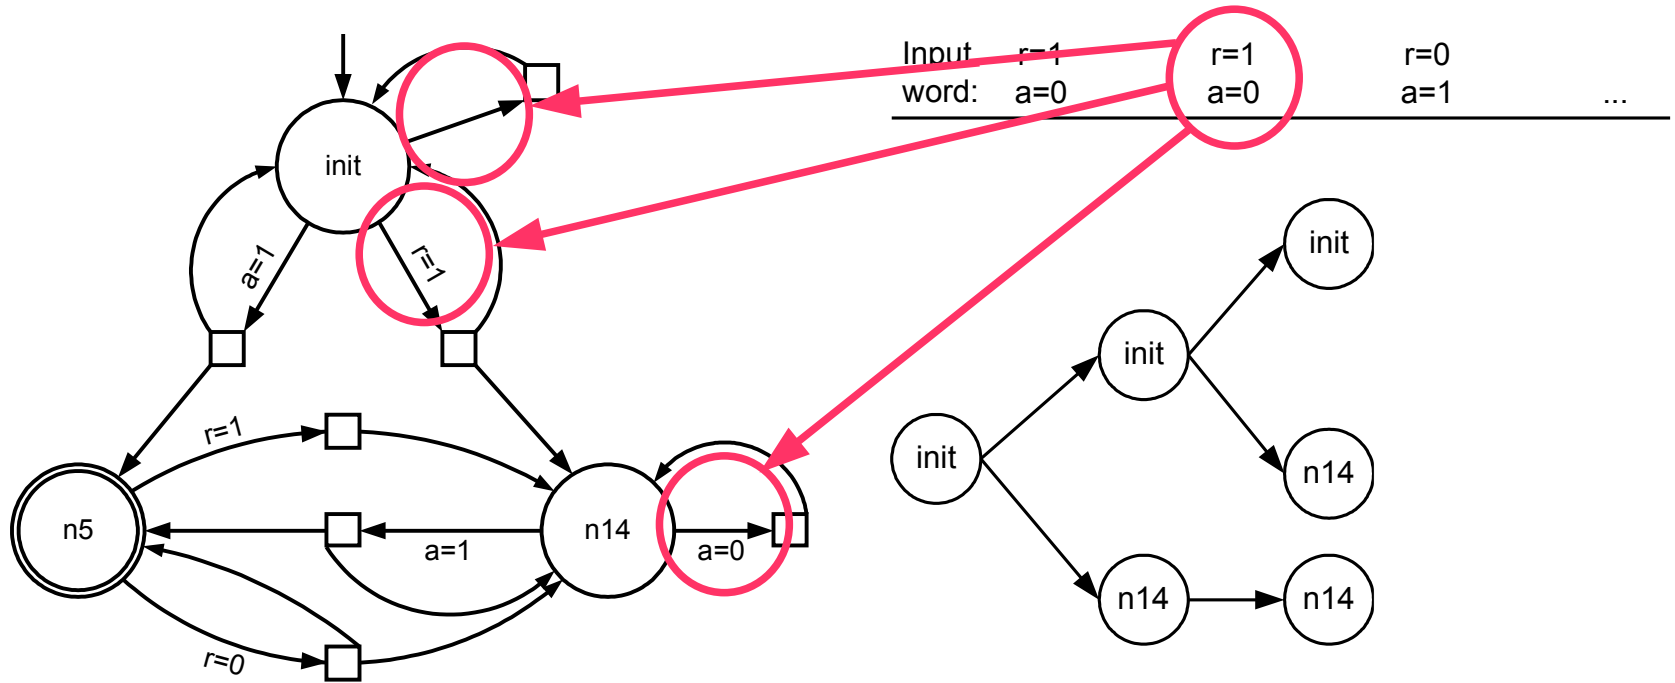 Input r=1 r=1 r=0
word: a=0 a=0 a=1 ...
init
a=1
r=1
r=1
n5
n14
a=1
a=0
r=0
init
init
init
n14
n14
n14